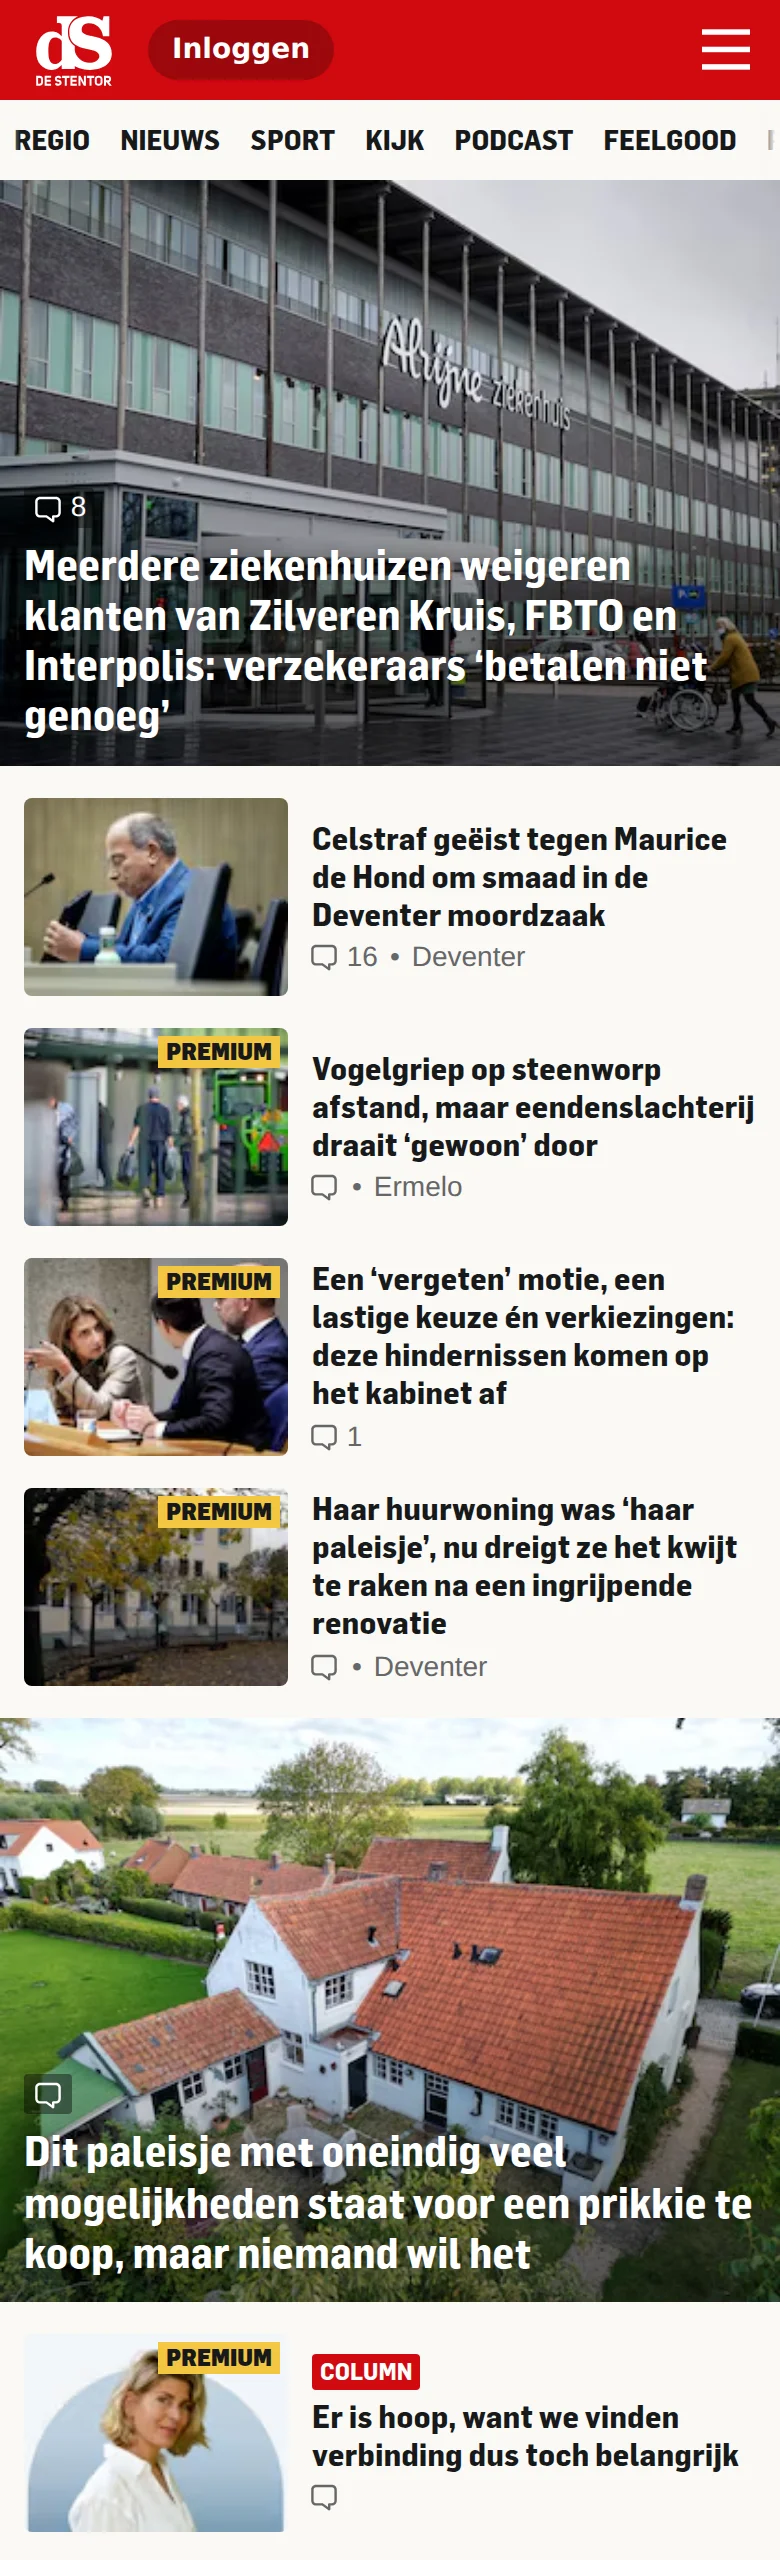 dS
DE STENTOR
Inloggen
REGIO NIEUWS SPORT KIJK PODCAST FEELGOOD
Alrijne ziekenhuis
8
Meerdere ziekenhuizen weigeren
klanten van Zilveren Kruis, FBTO en
Interpolis: verzekeraars ‘betalen niet
genoeg’
Celstraf geëist tegen Maurice
de Hond om smaad in de
Deventer moordzaak
16 • Deventer
PREMIUM
Vogelgriep op steenworp
afstand, maar eendenslachterij
draait ‘gewoon’ door
• Ermelo
PREMIUM
Een ‘vergeten’ motie, een
lastige keuze én verkiezingen:
deze hindernissen komen op
het kabinet af
1
PREMIUM
Haar huurwoning was ‘haar
paleisje’, nu dreigt ze het kwijt
te raken na een ingrijpende
renovatie
• Deventer
Dit paleisje met oneindig veel
mogelijkheden staat voor een prikkie te
koop, maar niemand wil het
PREMIUM
COLUMN
Er is hoop, want we vinden
verbinding dus toch belangrijk